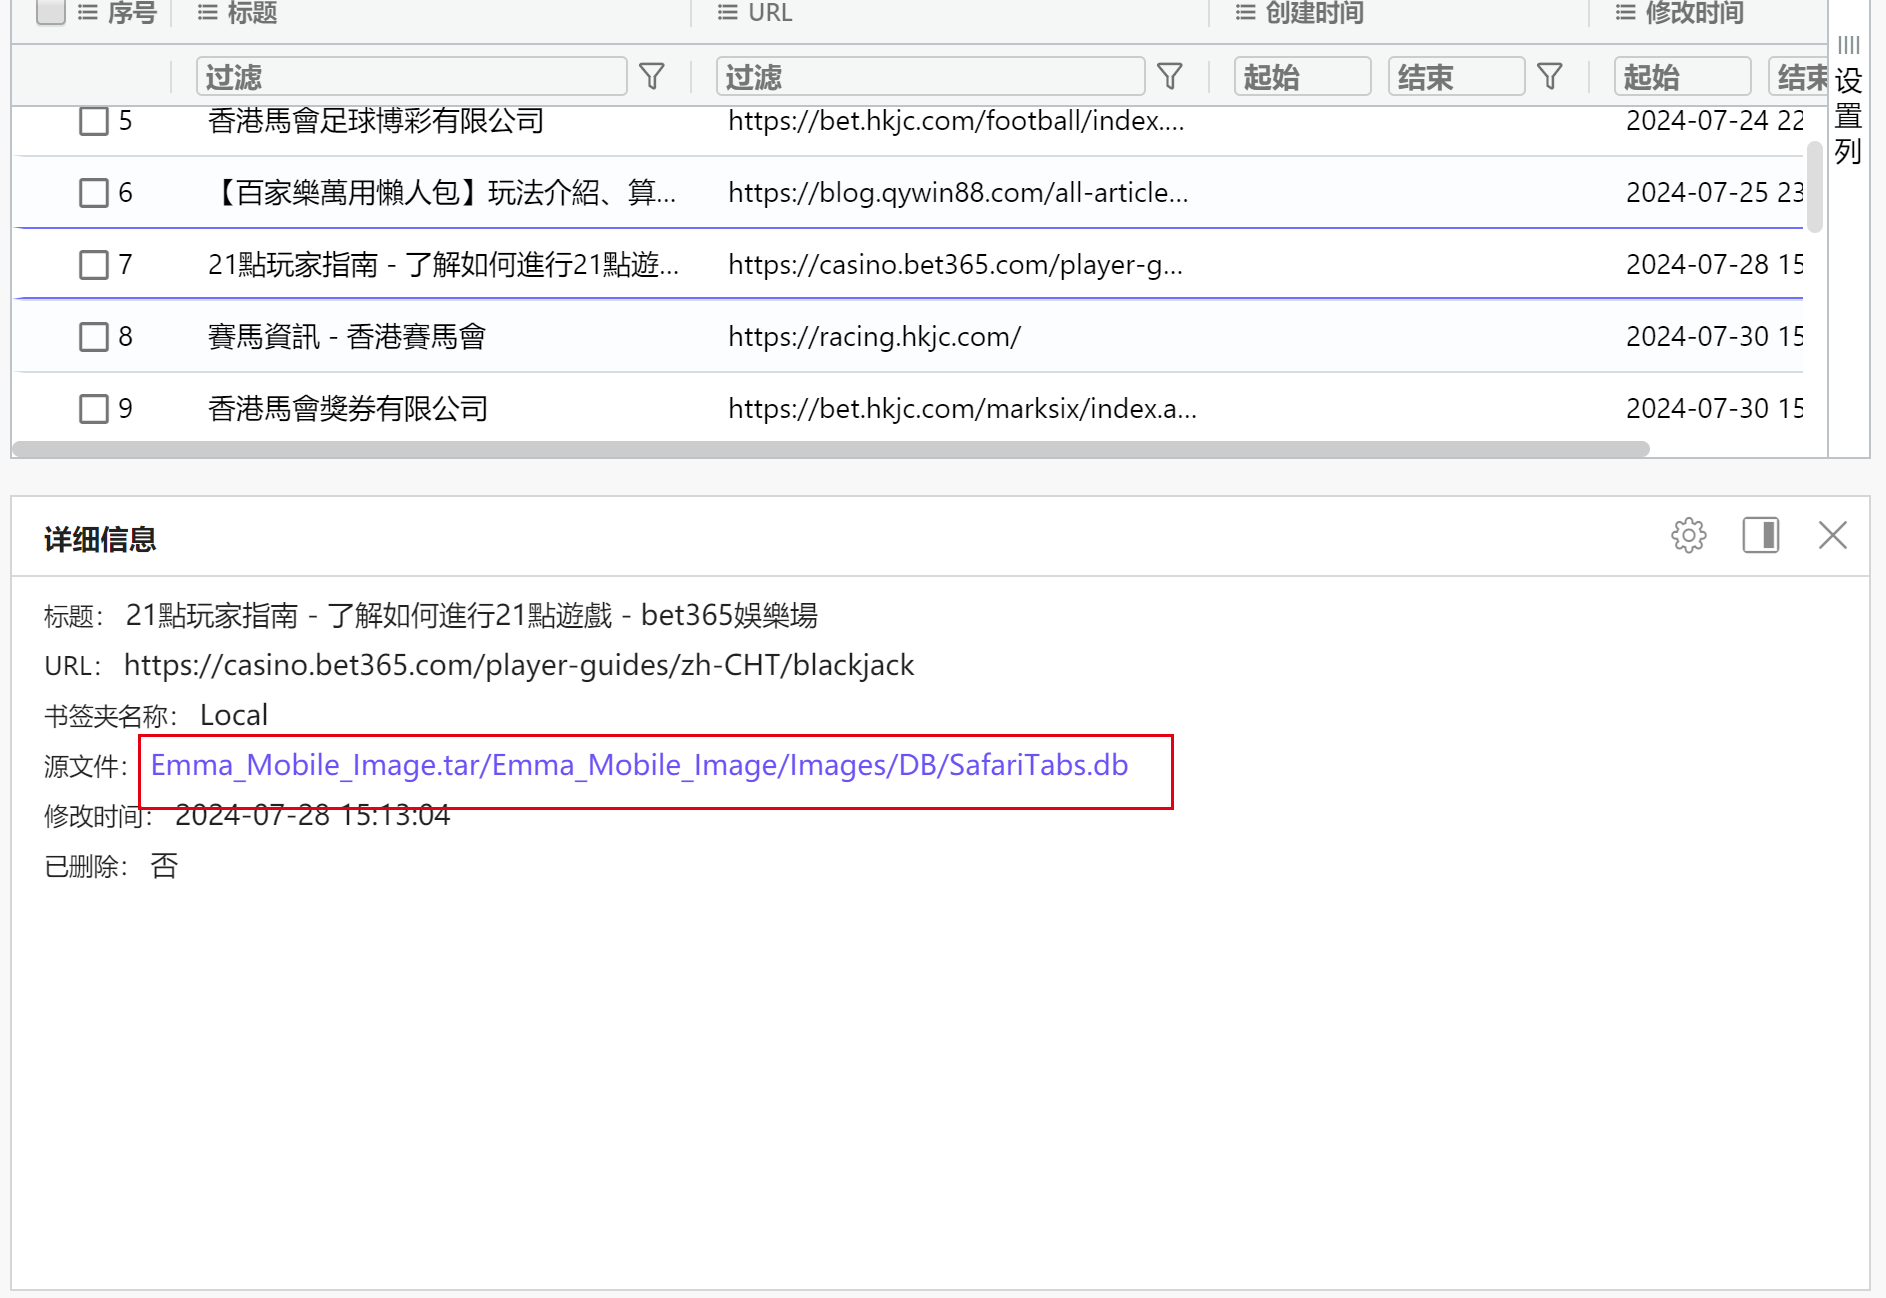 序号 标题 URL 创建时间 修改时间
过滤 过滤 起始 结束 起始 结束
设置列
5 香港馬會足球博彩有限公司 https://bet.hkjc.com/football/index.... 2024-07-24 22
6 【百家樂萬用懶人包】玩法介紹、算... https://blog.qywin88.com/all-article... 2024-07-25 23
7 21點玩家指南 - 了解如何進行21點遊... https://casino.bet365.com/player-g... 2024-07-28 15
8 賽馬資訊 - 香港賽馬會 https://racing.hkjc.com/ 2024-07-30 15
9 香港馬會獎券有限公司 https://bet.hkjc.com/marksix/index.a... 2024-07-30 15
详细信息
标题： 21點玩家指南 - 了解如何進行21點遊戲 - bet365娛樂場
URL： https://casino.bet365.com/player-guides/zh-CHT/blackjack
书签夹名称： Local
源文件： Emma_Mobile_Image.tar/Emma_Mobile_Image/Images/DB/SafariTabs.db
修改时间： 2024-07-28 15:13:04
已删除： 否